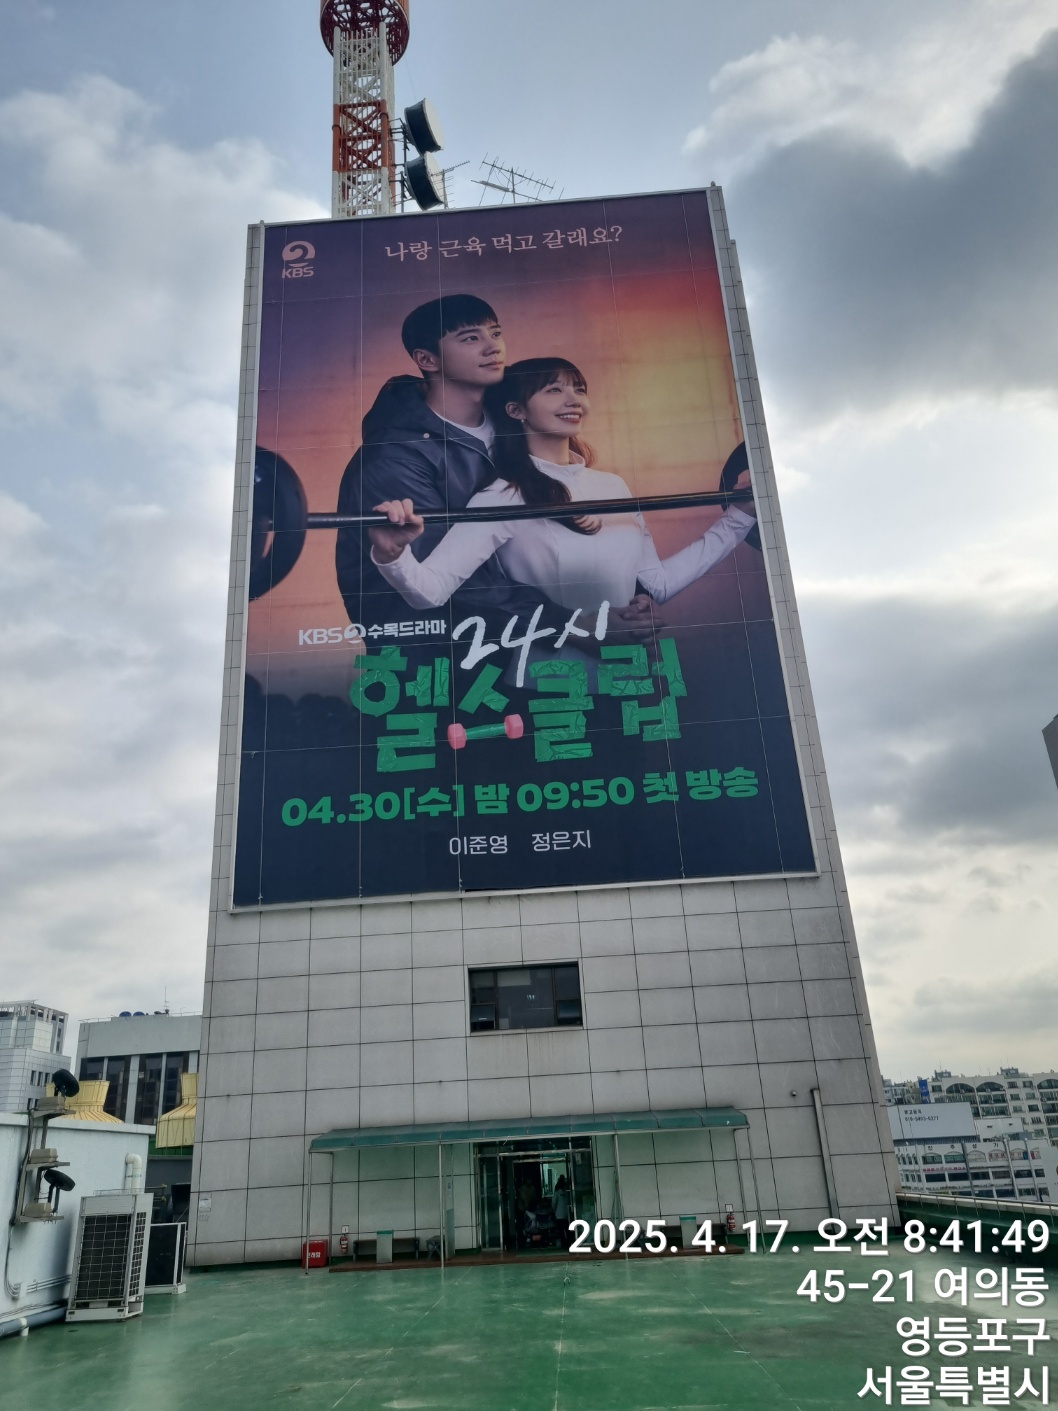 KBS
나랑 근육 먹고 갈래요?
KBS 2 수목드라마
24시
헬스클럽
04.30[수] 밤 09:50 첫 방송
이준영 정은지
2025. 4. 17. 오전 8:41:49
45-21 여의동
영등포구
서울특별시